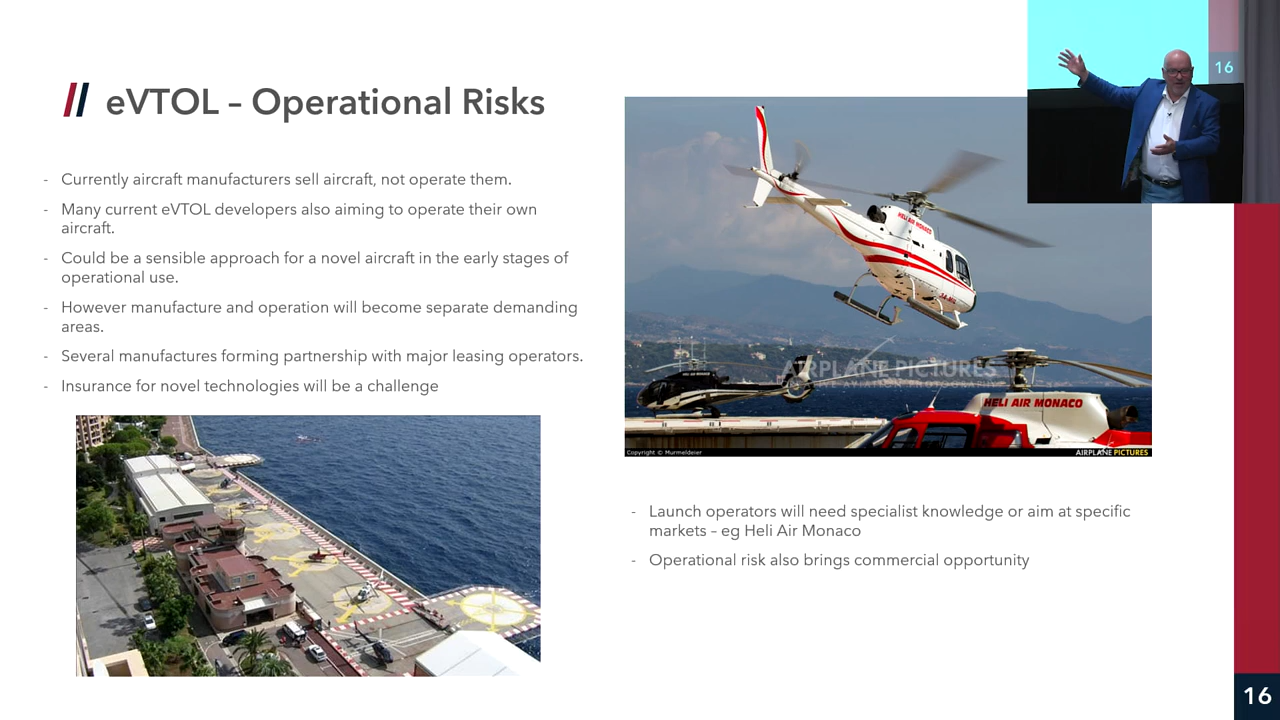 eVTOL – Operational Risks
- Currently aircraft manufacturers sell aircraft, not operate them.
- Many current eVTOL developers also aiming to operate their own
aircraft.
- Could be a sensible approach for a novel aircraft in the early stages of
operational use.
- However manufacture and operation will become separate demanding
areas.
- Several manufactures forming partnership with major leasing operators.
- Insurance for novel technologies will be a challenge
16
HELI AIR MONACO
AIRPLANE PICTURES
HELI AIR MONACO
Copyright © Murmeldeier
AIRPLANE PICTURES
- Launch operators will need specialist knowledge or aim at specific
markets – eg Heli Air Monaco
- Operational risk also brings commercial opportunity
16